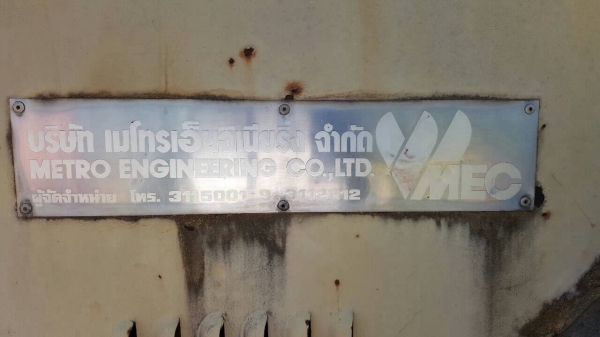 บริษัท เมโทรเอ็นจิเนียริ่ง จำกัด
METRO ENGINEERING CO.,LTD.
MEC
ผู้จัดจำหน่าย โทร.